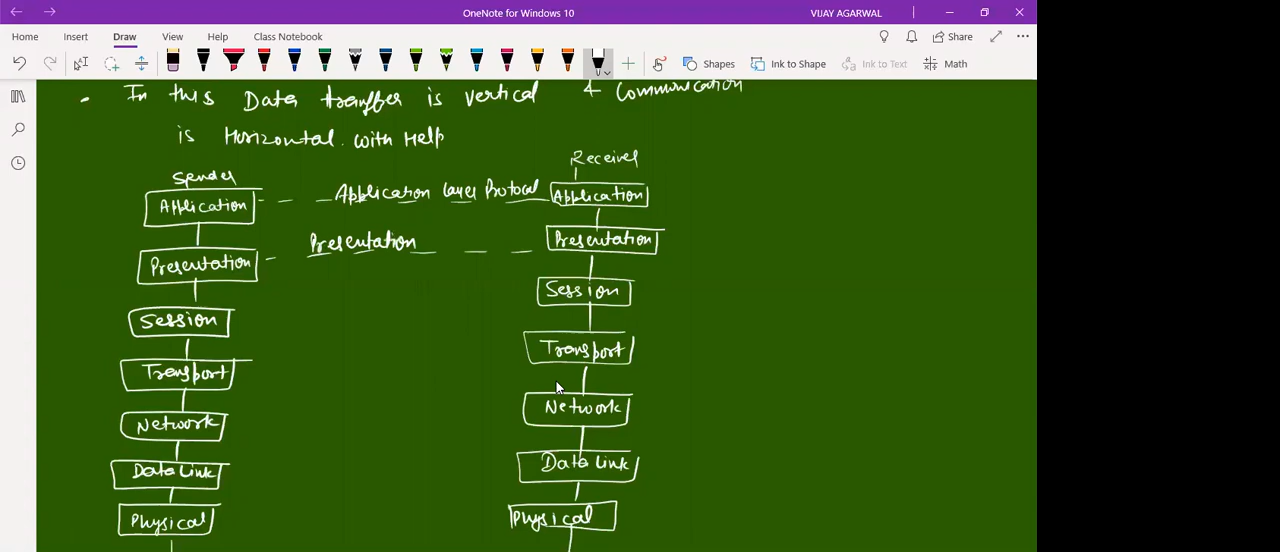 OneNote for Windows 10
VIJAY AGARWAL
Home Insert Draw View Help Class Notebook
Share
Shapes Ink to Shape Ink to Text Math
• In this Data transfer is vertical & Communication
is Horizontal with Help
Sender Receiver
Application Application Layer Protocol Application
Presentation Presentation Presentation
Session Session
Transport Transport
Network Network
Data Link Data Link
Physical Physical